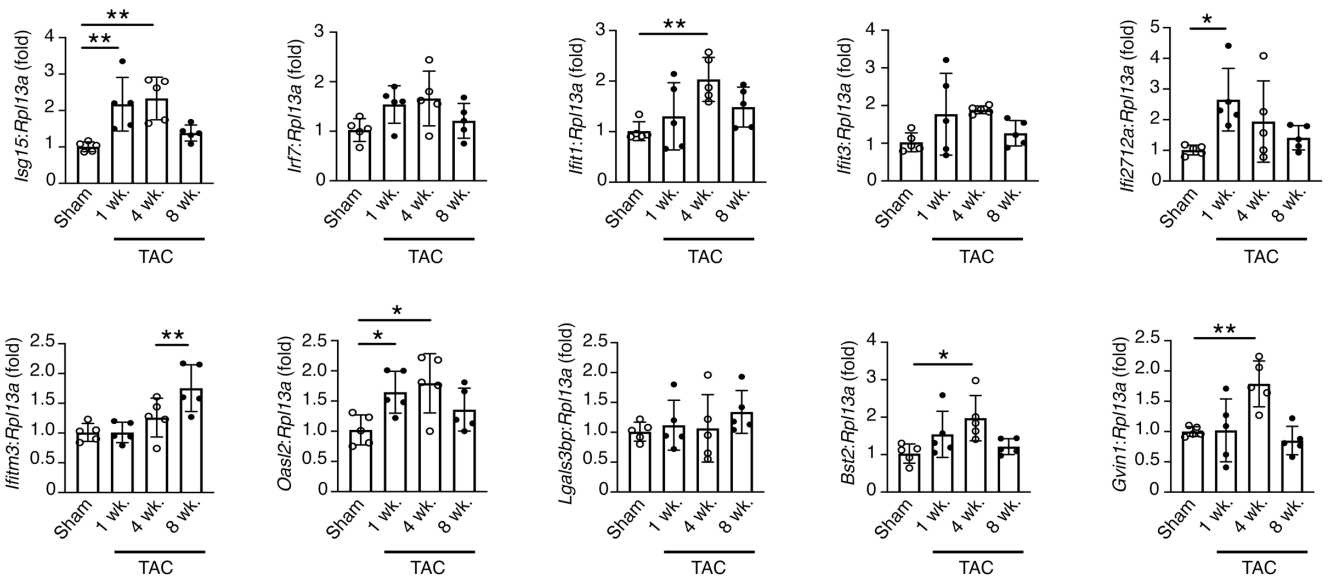 **
**
Isg15:Rpl13a (fold)
4
3
2
1
0
Sham
1 wk.
4 wk.
8 wk.
TAC
Irf7:Rpl13a (fold)
3
2
1
0
Sham
1 wk.
4 wk.
8 wk.
TAC
**
Ifit1:Rpl13a (fold)
3
2
1
0
Sham
1 wk.
4 wk.
8 wk.
TAC
Ifit3:Rpl13a (fold)
4
3
2
1
0
Sham
1 wk.
4 wk.
8 wk.
TAC
*
Ifi2712a:Rpl13a (fold)
5
4
3
2
1
0
Sham
1 wk.
4 wk.
8 wk.
TAC
**
Ifitm3:Rpl13a (fold)
2.5
2.0
1.5
1.0
0.5
0
Sham
1 wk.
4 wk.
8 wk.
TAC
*
*
Oasl2:Rpl13a (fold)
2.5
2.0
1.5
1.0
0.5
0
Sham
1 wk.
4 wk.
8 wk.
TAC
Lgals3bp:Rpl13a (fold)
2.5
2.0
1.5
1.0
0.5
0
Sham
1 wk.
4 wk.
8 wk.
TAC
*
Bst2:Rpl13a (fold)
4
3
2
1
0
Sham
1 wk.
4 wk.
8 wk.
TAC
**
Gvin1:Rpl13a (fold)
2.5
2.0
1.5
1.0
0.5
0
Sham
1 wk.
4 wk.
8 wk.
TAC